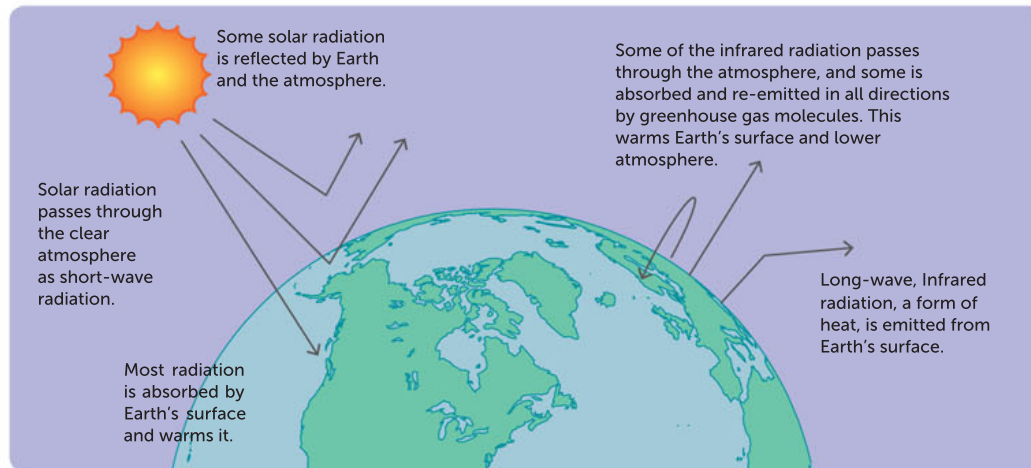 Some solar radiation
is reflected by Earth
and the atmosphere.
Some of the infrared radiation passes
through the atmosphere, and some is
absorbed and re-emitted in all directions
by greenhouse gas molecules. This
warms Earth’s surface and lower
atmosphere.
Solar radiation
passes through
the clear
atmosphere
as short-wave
radiation.
Long-wave, Infrared
radiation, a form of
heat, is emitted from
Earth’s surface.
Most radiation
is absorbed by
Earth’s surface
and warms it.